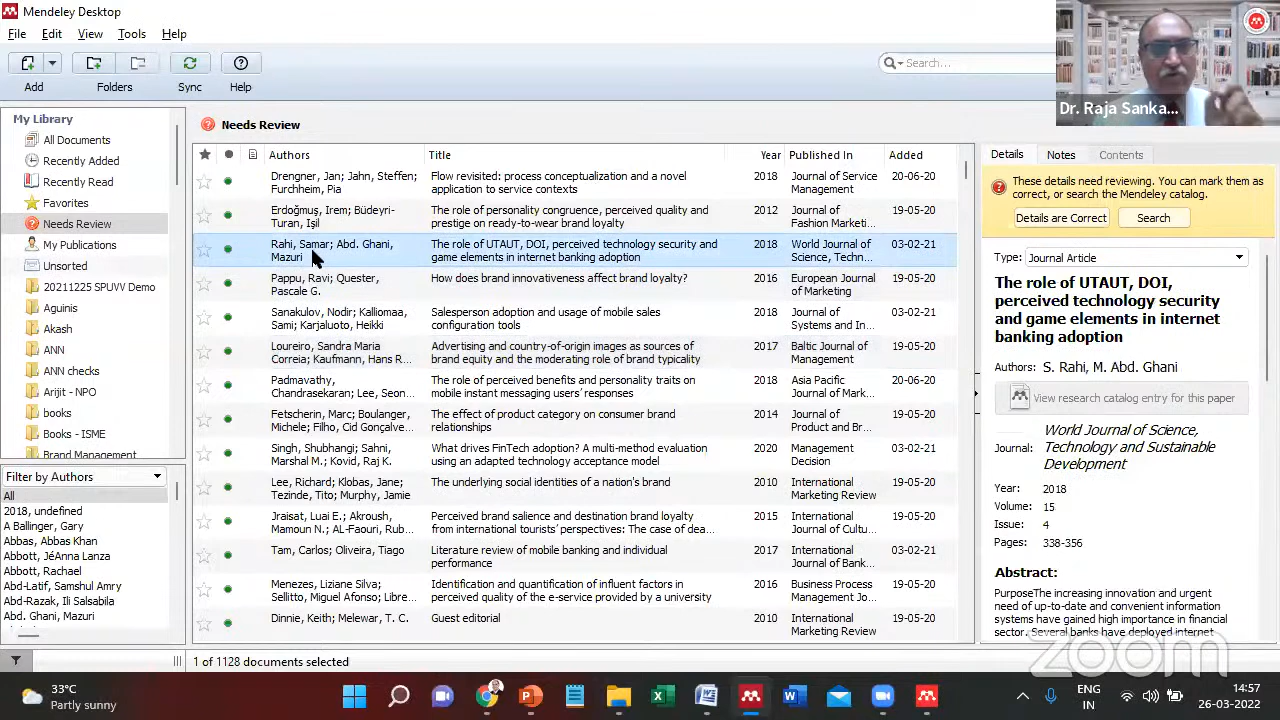 Mendeley Desktop
File Edit View Tools Help
Search...
Add Folders Sync Help
Dr. Raja Sanka...
My Library
All Documents
Recently Added
Recently Read
Favorites
Needs Review
My Publications
Unsorted
20211225 SPUVV Demo
Aguinis
Akash
ANN
ANN checks
Arijit - NPO
books
Books - ISME
Brand Management
Filter by Authors
All
2018, undefined
A Ballinger, Gary
Abbas, Abbas Khan
Abbott, JéAnna Lanza
Abbott, Rachael
Abd-Latif, Samshul Amry
Abd-Razak, Ili Salsabila
Abd. Ghani, Mazuri
Needs Review
Authors Title Year Published In Added
Drengner, Jan; Jahn, Steffen; Flow revisited: process conceptualization and a novel 2018 Journal of Service 20-06-20
Furchheim, Pia application to service contexts Management
Erdoğmuş, Irem; Büdeyri- The role of personality congruence, perceived quality and 2012 Journal of 19-05-20
Turan, Işil prestige on ready-to-wear brand loyalty Fashion Marketi...
Rahi, Samar; Abd. Ghani, The role of UTAUT, DOI, perceived technology security and 2018 World Journal of 03-02-21
Mazuri game elements in internet banking adoption Science, Techn...
Pappu, Ravi; Quester, How does brand innovativeness affect brand loyalty? 2016 European Journal 19-05-20
Pascale G. of Marketing
Sanakulov, Nodir; Kalliomaa, Salesperson adoption and usage of mobile sales 2018 Journal of 03-02-21
Sami; Karjaluoto, Heikki configuration tools Systems and In...
Loureiro, Sandra Maria Advertising and country-of-origin images as sources of 2017 Baltic Journal of 19-05-20
Correia; Kaufmann, Hans R... brand equity and the moderating role of brand typicality Management
Padmavathy, The role of perceived benefits and personality traits on 2018 Asia Pacific 20-06-20
Chandrasekaran; Lee, Seon... mobile instant messaging users' responses Journal of Mark...
Fetscherin, Marc; Boulanger, The effect of product category on consumer brand 2014 Journal of 19-05-20
Michele; Filho, Cid Gonçalve... relationships Product and Br...
Singh, Shubhangi; Sahni, What drives FinTech adoption? A multi-method evaluation 2020 Management 03-02-21
Marshal M.; Kovid, Raj K. using an adapted technology acceptance model Decision
Lee, Richard; Klobas, Jane; The underlying social identities of a nation's brand 2010 International 19-05-20
Tezinde, Tito; Murphy, Jamie Marketing Review
Jraisat, Luai E.; Akroush, Perceived brand salience and destination brand loyalty 2015 International 19-05-20
Mamoun N.; AL-Faouri, Rub... from international tourists' perspectives: The case of dea... Journal of Cultu...
Tam, Carlos; Oliveira, Tiago Literature review of mobile banking and individual 2017 International 03-02-21
performance Journal of Bank...
Menezes, Liziane Silva; Identification and quantification of influent factors in 2016 Business Process 19-05-20
Sellitto, Miguel Afonso; Libre... perceived quality of the e-service provided by a university Management Jo...
Dinnie, Keith; Melewar, T. C. Guest editorial 2010 International 19-05-20
Marketing Review
1 of 1128 documents selected
Details Notes Contents
These details need reviewing. You can mark them as
correct, or search the Mendeley catalog.
Details are Correct Search
Type: Journal Article
The role of UTAUT, DOI,
perceived technology security
and game elements in internet
banking adoption
Authors: S. Rahi, M. Abd. Ghani
View research catalog entry for this paper
Journal: World Journal of Science,
Technology and Sustainable
Development
Year: 2018
Volume: 15
Issue: 4
Pages: 338-356
Abstract:
PurposeThe increasing innovation and urgent
need of up-to-date and convenient information
systems have gained high importance in financial
sector. Several banks have deployed internet
zoom
33°C
Partly sunny
ENG
IN
14:57
26-03-2022